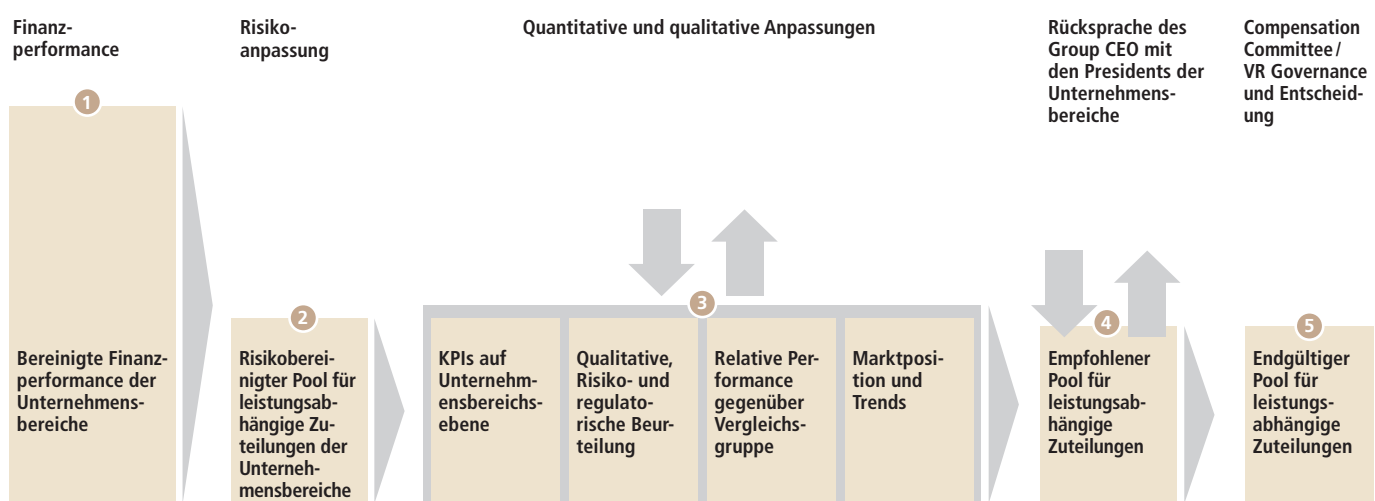 Finanz-
performance
Risiko-
anpassung
Quantitative und qualitative Anpassungen
Rücksprache des
Group CEO mit
den Presidents der
Unternehmens-
bereiche
Compensation
Committee /
VR Governance
und Entscheid-
ung
1
Bereinigte Finanz-
performance der
Unternehmens-
bereiche
2
Risikoberei-
nigter Pool für
leistungsab-
hängige Zu-
teilungen der
Unterneh-
mensbereiche
3
KPIs auf
Unternehm-
ensbereichs-
ebene
Qualitative,
Risiko- und
regulato-
rische Beur-
teilung
Relative Per-
formance
gegenüber
Vergleichs-
gruppe
Marktposi-
tion und
Trends
4
Empfohlener
Pool für
leistungsab-
hängige
Zuteilungen
5
Endgültiger
Pool für
leistungs-
abhängige
Zuteilungen